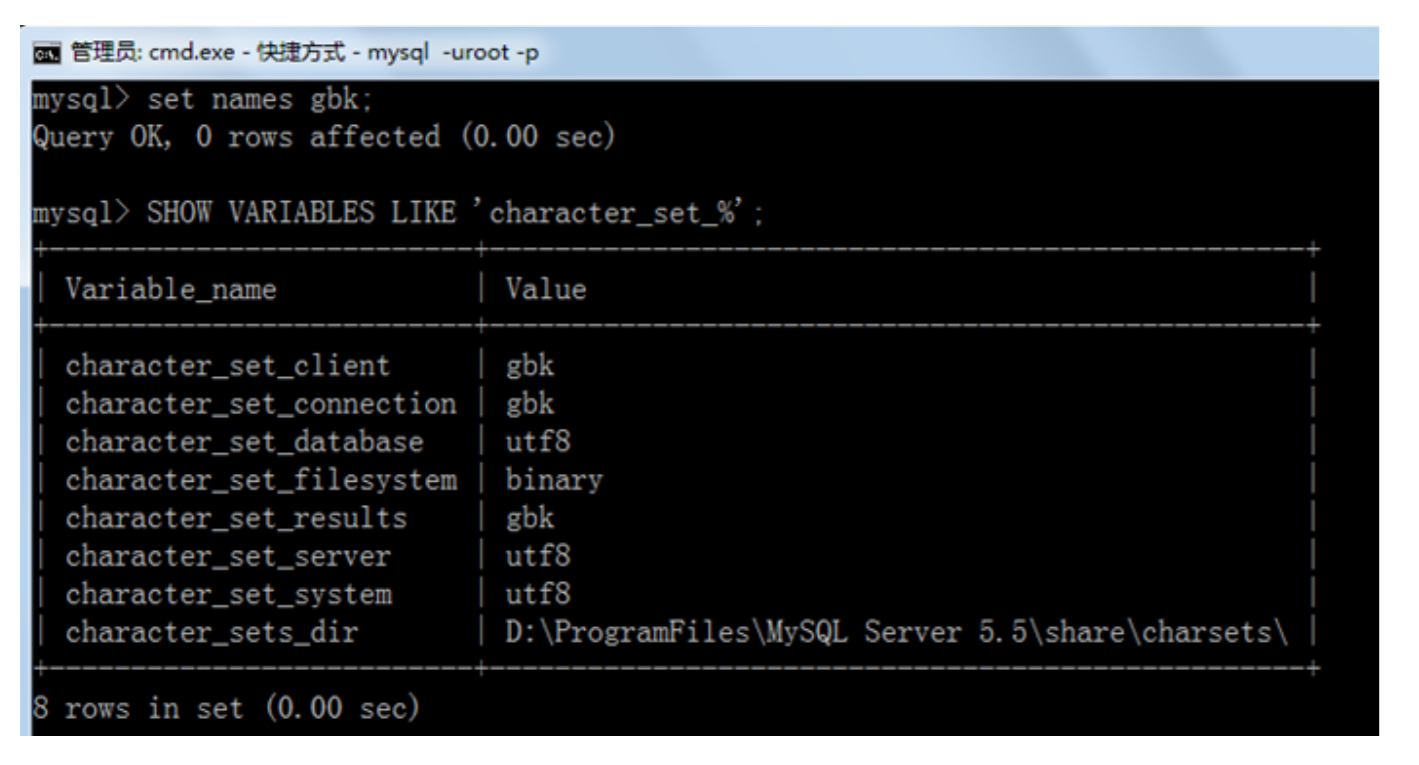 管理员: cmd.exe - 快捷方式 - mysql -uroot -p
mysql> set names gbk;
Query OK, 0 rows affected (0.00 sec)
mysql> SHOW VARIABLES LIKE 'character_set_%';
+--------------------------+---------------------------------------------------+
| Variable_name | Value |
+--------------------------+---------------------------------------------------+
| character_set_client | gbk |
| character_set_connection | gbk |
| character_set_database | utf8 |
| character_set_filesystem | binary |
| character_set_results | gbk |
| character_set_server | utf8 |
| character_set_system | utf8 |
| character_sets_dir | D:\ProgramFiles\MySQL Server 5.5\share\charsets\ |
+--------------------------+---------------------------------------------------+
8 rows in set (0.00 sec)